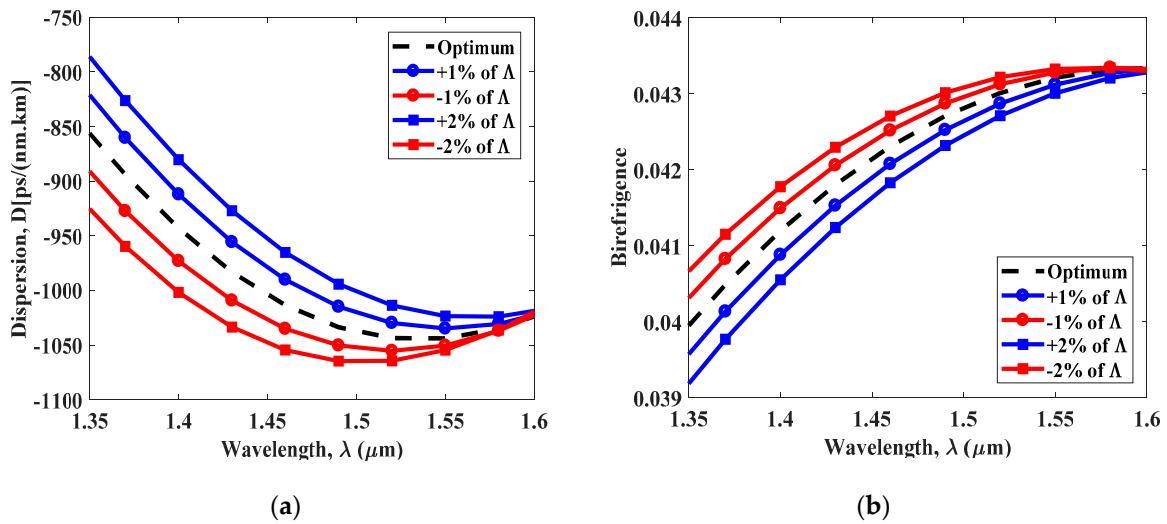 -750
-800
-850
-900
-950
-1000
-1050
-1100
Dispersion, D[ps/(nm.km)]
Optimum
+1% of Λ
-1% of Λ
+2% of Λ
-2% of Λ
1.35
1.4
1.45
1.5
1.55
1.6
Wavelength, λ (μm)
(a)
0.044
0.043
0.042
0.041
0.04
0.039
Birefrigence
Optimum
+1% of Λ
-1% of Λ
+2% of Λ
-2% of Λ
1.35
1.4
1.45
1.5
1.55
1.6
Wavelength, λ (μm)
(b)